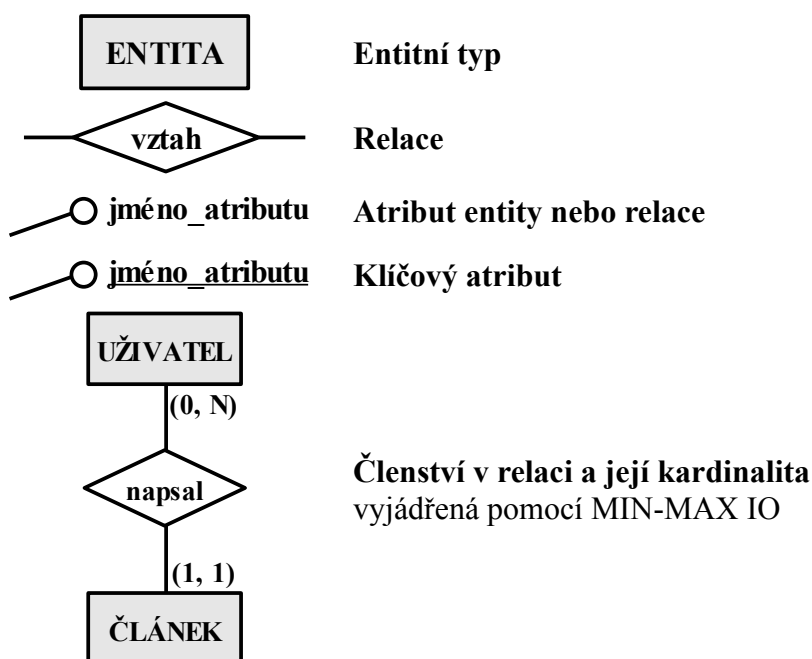 ENTITA Entitní typ
vztah Relace
jméno_atributu Atribut entity nebo relace
jméno_atributu Klíčový atribut
UŽIVATEL
(0, N)
napsal
Členství v relaci a její kardinalita
vyjádřená pomocí MIN-MAX IO
(1, 1)
ČLÁNEK